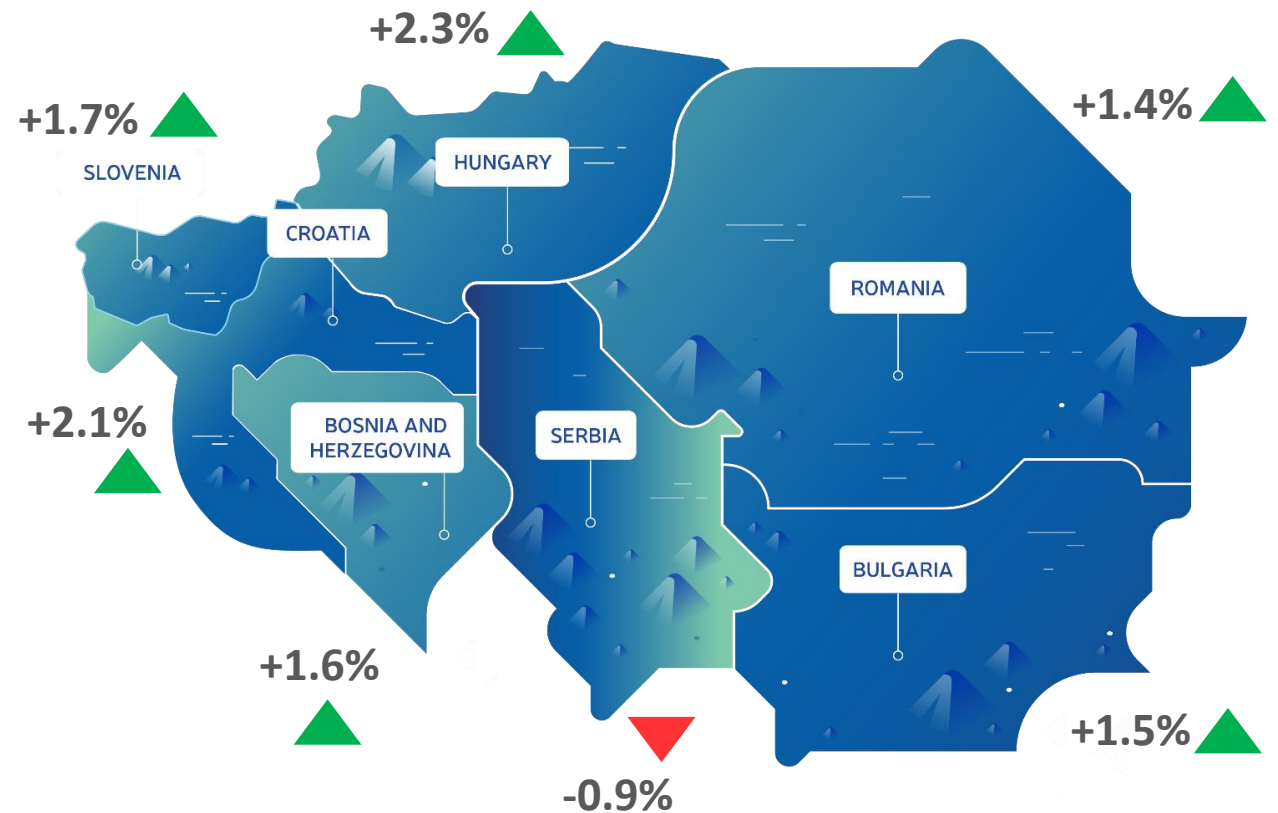 +2.3%
+1.4%
+1.7%
HUNGARY
SLOVENIA
CROATIA
ROMANIA
+2.1%
BOSNIA AND
HERZEGOVINA
SERBIA
BULGARIA
+1.6%
+1.5%
-0.9%